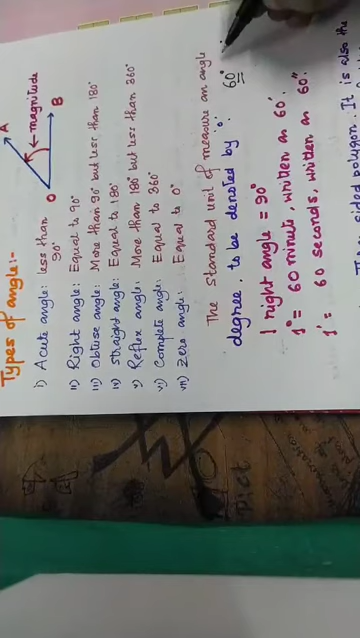 Types of angle:-
i) Acute angle: less than
90°
A
magnitude
O
B
ii) Right angle: Equal to 90°
iii) Obtuse angle: More than 90° but less than 180°
iv) straight angle: Equal to 180°
v) Reflex angle: More than 180° but less than 360°
vi) Complete angle: Equal to 360°
vii) Zero angle: Equal to 0°
The standard unit of measure an angle
degree. to be denoted by '°'. 60°
1 right angle = 90°
1° = 60 minute, written as 60'.
1' = 60 seconds, written as 60".
sided polygon. It is also the
Pict